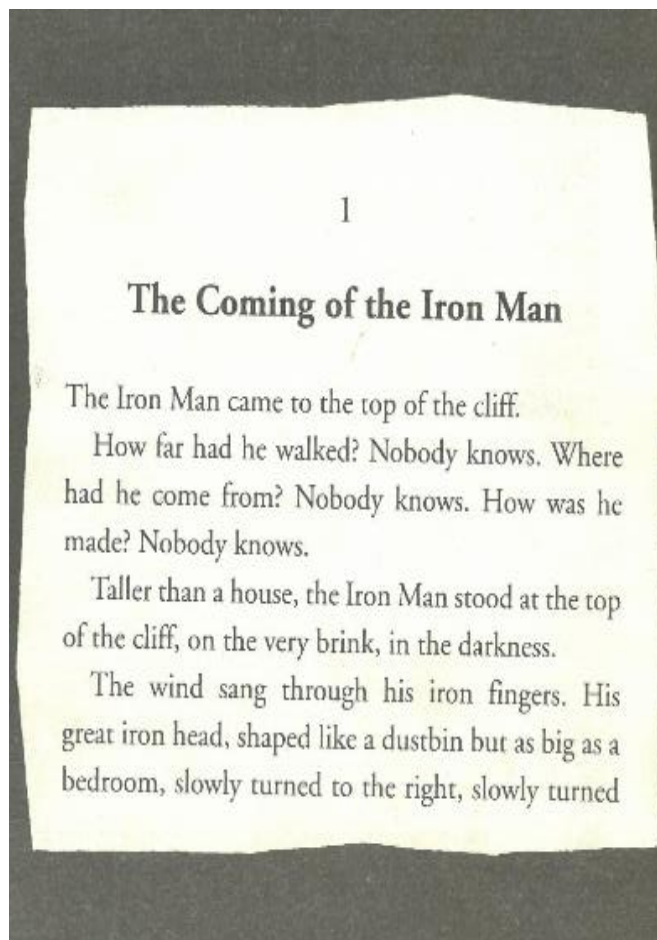 1
The Coming of the Iron Man
The Iron Man came to the top of the cliff.
How far had he walked? Nobody knows. Where
had he come from? Nobody knows. How was he
made? Nobody knows.
Taller than a house, the Iron Man stood at the top
of the cliff, on the very brink, in the darkness.
The wind sang through his iron fingers. His
great iron head, shaped like a dustbin but as big as a
bedroom, slowly turned to the right, slowly turned